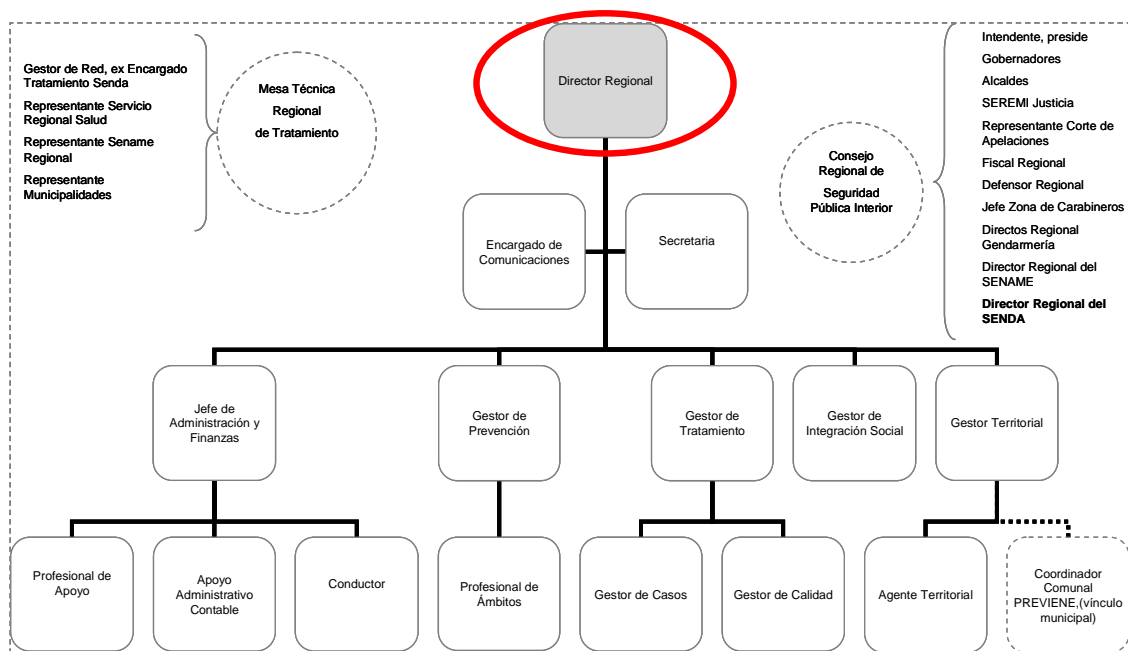 Gestor de Red, ex Encargado
Tratamiento Senda
Representante Servicio
Regional Salud
Representante Sename
Regional
Representante
Municipalidades
Mesa Técnica
Regional
de Tratamiento
Director Regional
Consejo
Regional de
Seguridad
Pública Interior
Intendente, preside
Gobernadores
Alcaldes
SEREMI Justicia
Representante Corte de
Apelaciones
Fiscal Regional
Defensor Regional
Jefe Zona de Carabineros
Directos Regional
Gendarmería
Director Regional del
SENAME
Director Regional del
SENDA
Encargado de
Comunicaciones
Secretaria
Jefe de
Administración y
Finanzas
Gestor de
Prevención
Gestor de
Tratamiento
Gestor de
Integración Social
Gestor Territorial
Profesional de
Apoyo
Apoyo
Administrativo
Contable
Conductor
Profesional de
Ámbitos
Gestor de Casos
Gestor de Calidad
Agente Territorial
Coordinador
Comunal
PREVIENE,(vínculo
municipal)